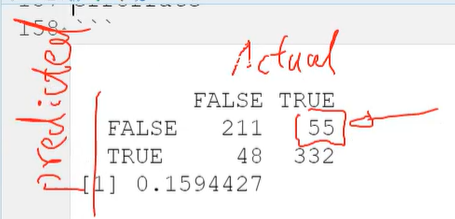 158 ```
Actual
predicted
FALSE TRUE
FALSE 211 55
TRUE 48 332
[1] 0.1594427